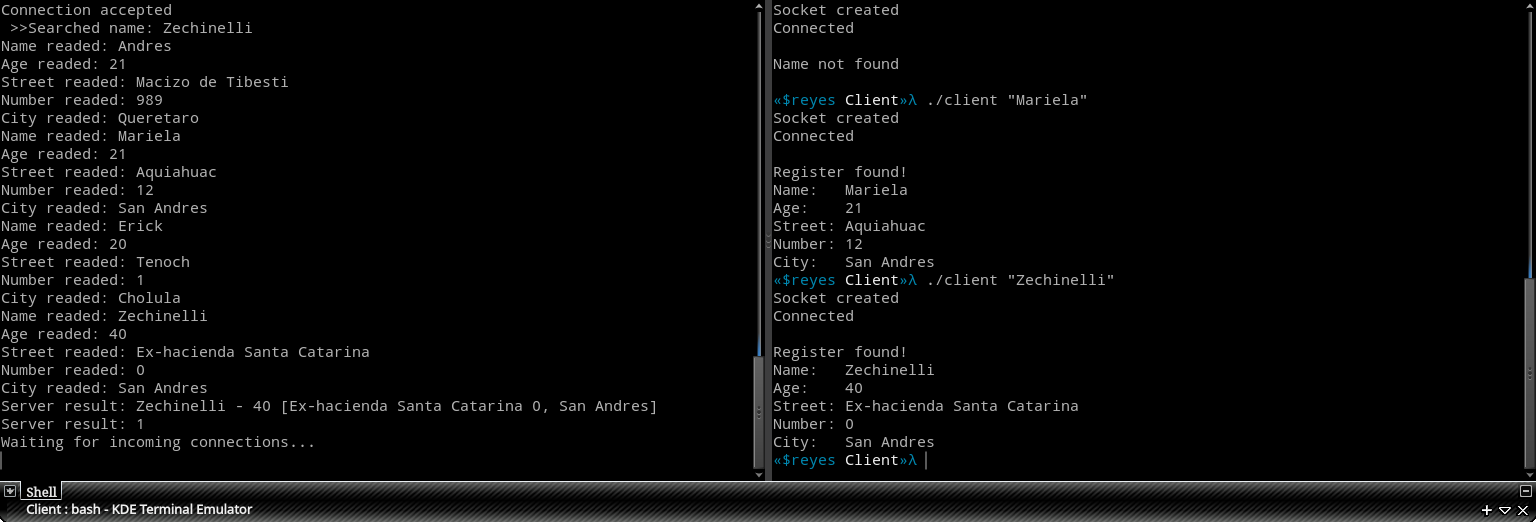 Connection accepted
 >>Searched name: Zechinelli
Name readed: Andres
Age readed: 21
Street readed: Macizo de Tibesti
Number readed: 989
City readed: Queretaro
Name readed: Mariela
Age readed: 21
Street readed: Aquiahuac
Number readed: 12
City readed: San Andres
Name readed: Erick
Age readed: 20
Street readed: Tenoch
Number readed: 1
City readed: Cholula
Name readed: Zechinelli
Age readed: 40
Street readed: Ex-hacienda Santa Catarina
Number readed: 0
City readed: San Andres
Server result: Zechinelli - 40 [Ex-hacienda Santa Catarina 0, San Andres]
Server result: 1
Waiting for incoming connections...
Socket created
Connected
Name not found
«$reyes Client»λ ./client "Mariela"
Socket created
Connected
Register found!
Name:   Mariela
Age:    21
Street: Aquiahuac
Number: 12
City:   San Andres
«$reyes Client»λ ./client "Zechinelli"
Socket created
Connected
Register found!
Name:   Zechinelli
Age:    40
Street: Ex-hacienda Santa Catarina
Number: 0
City:   San Andres
«$reyes Client»λ
Shell
Client : bash - KDE Terminal Emulator